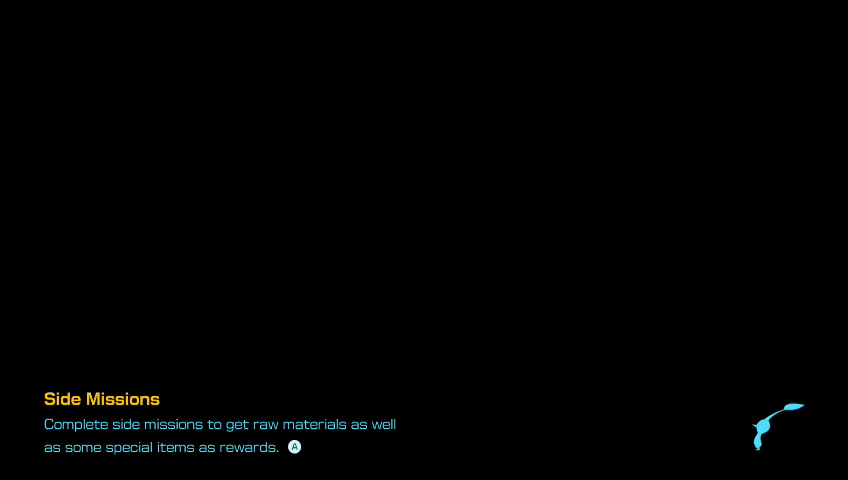 Side Missions
Complete side missions to get raw materials as well
as some special items as rewards. A